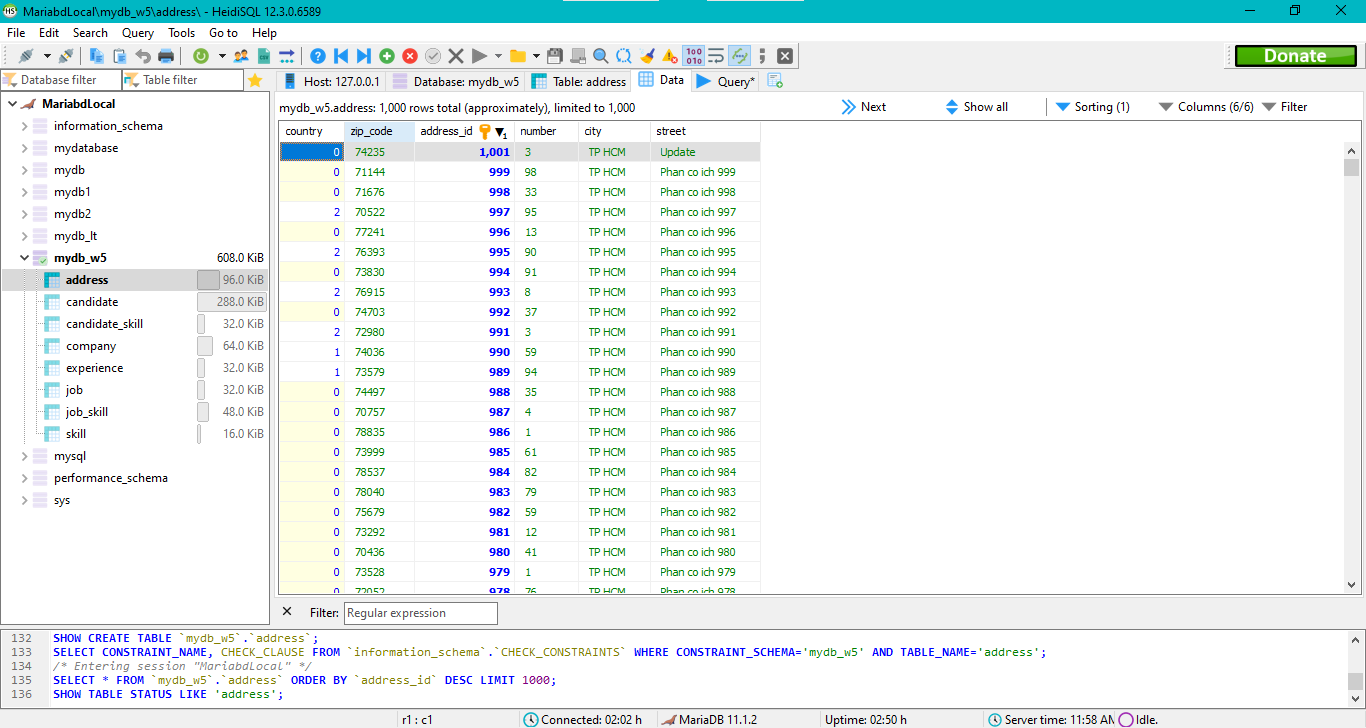 MariabdLocal\mydb_w5\address\ - HeidiSQL 12.3.0.6589
File Edit Search Query Tools Go to Help
Donate
Database filter Table filter
Host: 127.0.0.1 Database: mydb_w5 Table: address Data Query*
MariabdLocal
information_schema
mydatabase
mydb
mydb1
mydb2
mydb_lt
mydb_w5 608.0 KiB
address 96.0 KiB
candidate 288.0 KiB
candidate_skill 32.0 KiB
company 64.0 KiB
experience 32.0 KiB
job 32.0 KiB
job_skill 48.0 KiB
skill 16.0 KiB
mysql
performance_schema
sys
mydb_w5.address: 1,000 rows total (approximately), limited to 1,000 Next Show all Sorting (1) Columns (6/6) Filter
country zip_code address_id 1 number city street
0 74235 1,001 3 TP HCM Update
0 71144 999 98 TP HCM Phan co ich 999
0 71676 998 33 TP HCM Phan co ich 998
2 70522 997 95 TP HCM Phan co ich 997
0 77241 996 13 TP HCM Phan co ich 996
2 76393 995 90 TP HCM Phan co ich 995
0 73830 994 91 TP HCM Phan co ich 994
2 76915 993 8 TP HCM Phan co ich 993
0 74703 992 37 TP HCM Phan co ich 992
2 72980 991 3 TP HCM Phan co ich 991
1 74036 990 59 TP HCM Phan co ich 990
1 73579 989 94 TP HCM Phan co ich 989
0 74497 988 35 TP HCM Phan co ich 988
0 70757 987 4 TP HCM Phan co ich 987
0 78835 986 1 TP HCM Phan co ich 986
0 73999 985 61 TP HCM Phan co ich 985
0 78537 984 82 TP HCM Phan co ich 984
0 78040 983 79 TP HCM Phan co ich 983
0 75679 982 59 TP HCM Phan co ich 982
0 73292 981 12 TP HCM Phan co ich 981
0 70436 980 41 TP HCM Phan co ich 980
0 73528 979 1 TP HCM Phan co ich 979
0 72052 978 76 TP HCM Phan co ich 978
Filter: Regular expression
132 SHOW CREATE TABLE `mydb_w5`.`address`;
133 SELECT CONSTRAINT_NAME, CHECK_CLAUSE FROM `information_schema`.`CHECK_CONSTRAINTS` WHERE CONSTRAINT_SCHEMA='mydb_w5' AND TABLE_NAME='address';
134 /* Entering session "MariabdLocal" */
135 SELECT * FROM `mydb_w5`.`address` ORDER BY `address_id` DESC LIMIT 1000;
136 SHOW TABLE STATUS LIKE 'address';
r1 : c1 Connected: 02:02 h MariaDB 11.1.2 Uptime: 02:50 h Server time: 11:58 AM Idle.